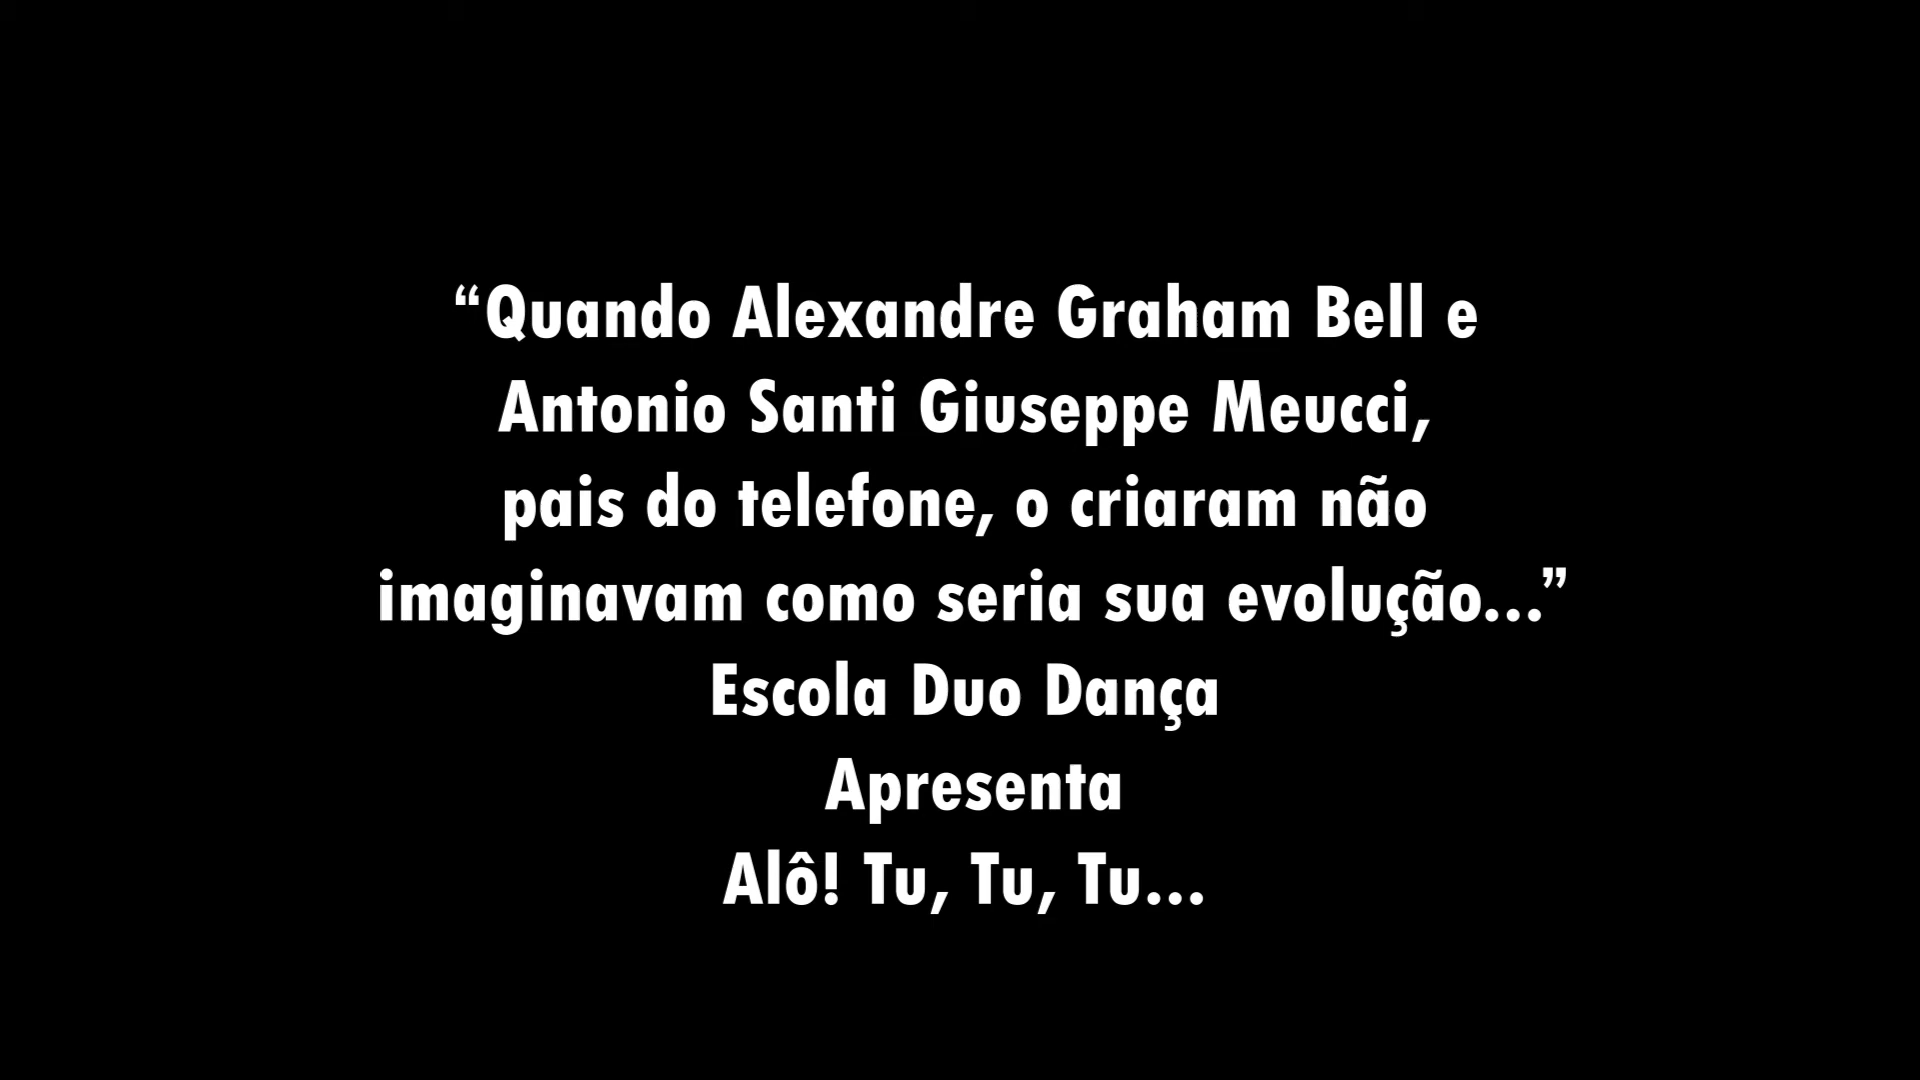 “Quando Alexandre Graham Bell e
Antonio Santi Giuseppe Meucci,
pais do telefone, o criaram não
imaginavam como seria sua evolução...”
Escola Duo Dança
Apresenta
Alô! Tu, Tu, Tu...